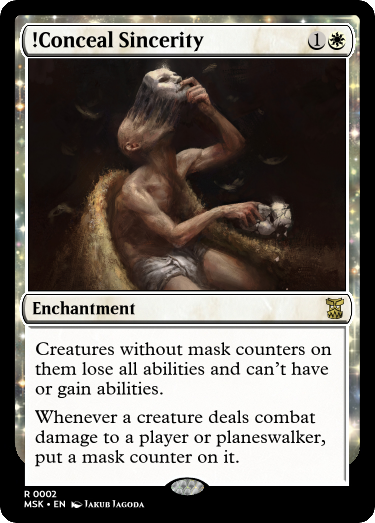 !Conceal Sincerity 1
Enchantment
Creatures without mask counters on
them lose all abilities and can't have
or gain abilities.
Whenever a creature deals combat
damage to a player or planeswalker,
put a mask counter on it.
R 0002
MSK • EN Jakub Jagoda